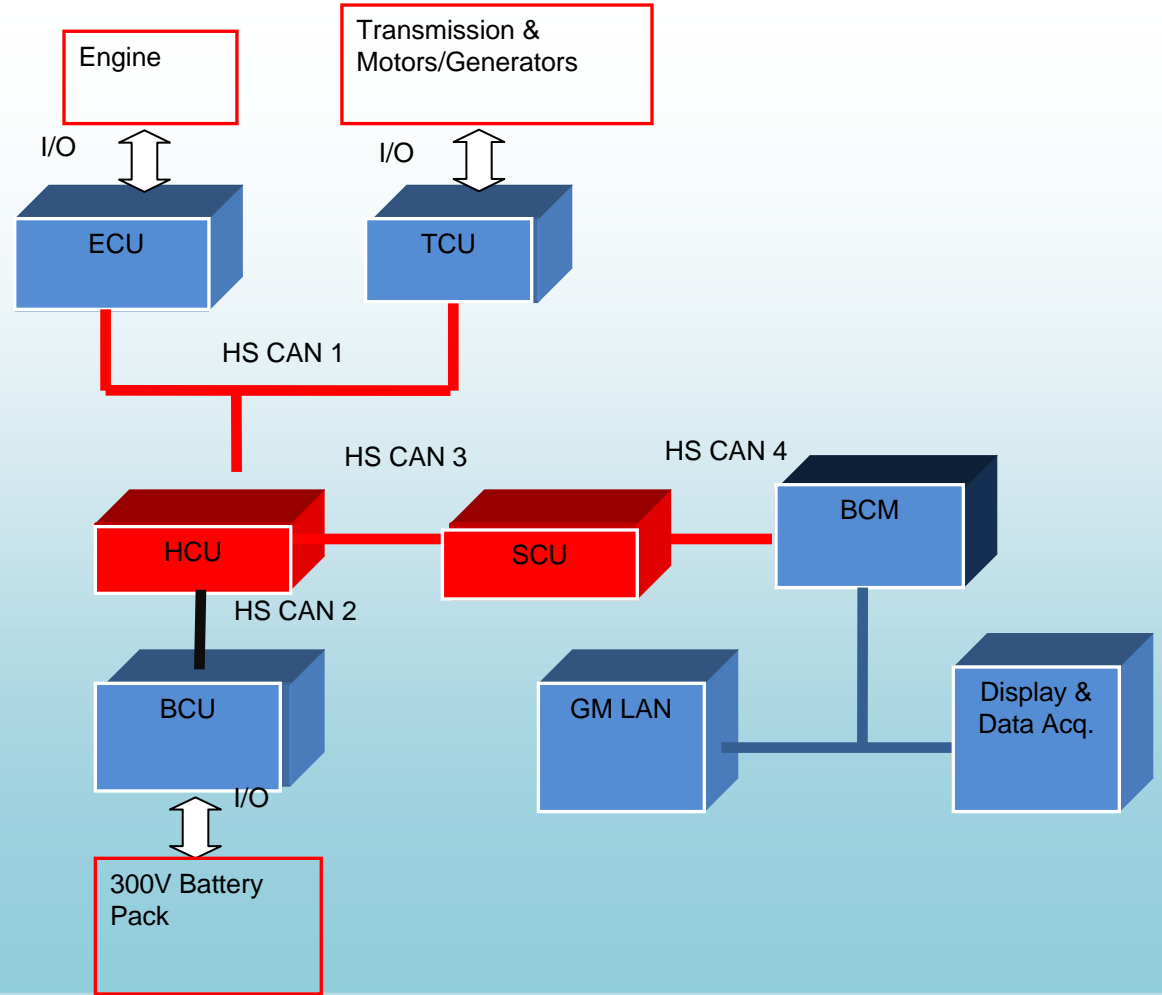 Engine
Transmission &
Motors/Generators
I/O
I/O
ECU
TCU
HS CAN 1
HS CAN 3
HS CAN 4
BCM
HCU
SCU
HS CAN 2
BCU
GM LAN
Display &
Data Acq.
I/O
300V Battery
Pack